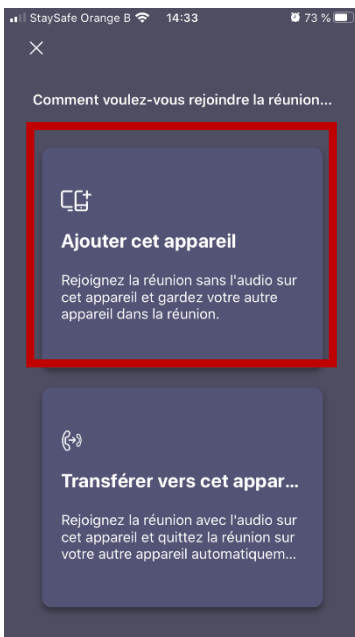 StaySafe Orange B 14:33 73 %
Comment voulez-vous rejoindre la réunion...
Ajouter cet appareil
Rejoignez la réunion sans l'audio sur
cet appareil et gardez votre autre
appareil dans la réunion.
Transférer vers cet appar...
Rejoignez la réunion avec l'audio sur
cet appareil et quittez la réunion sur
votre autre appareil automatiquem...